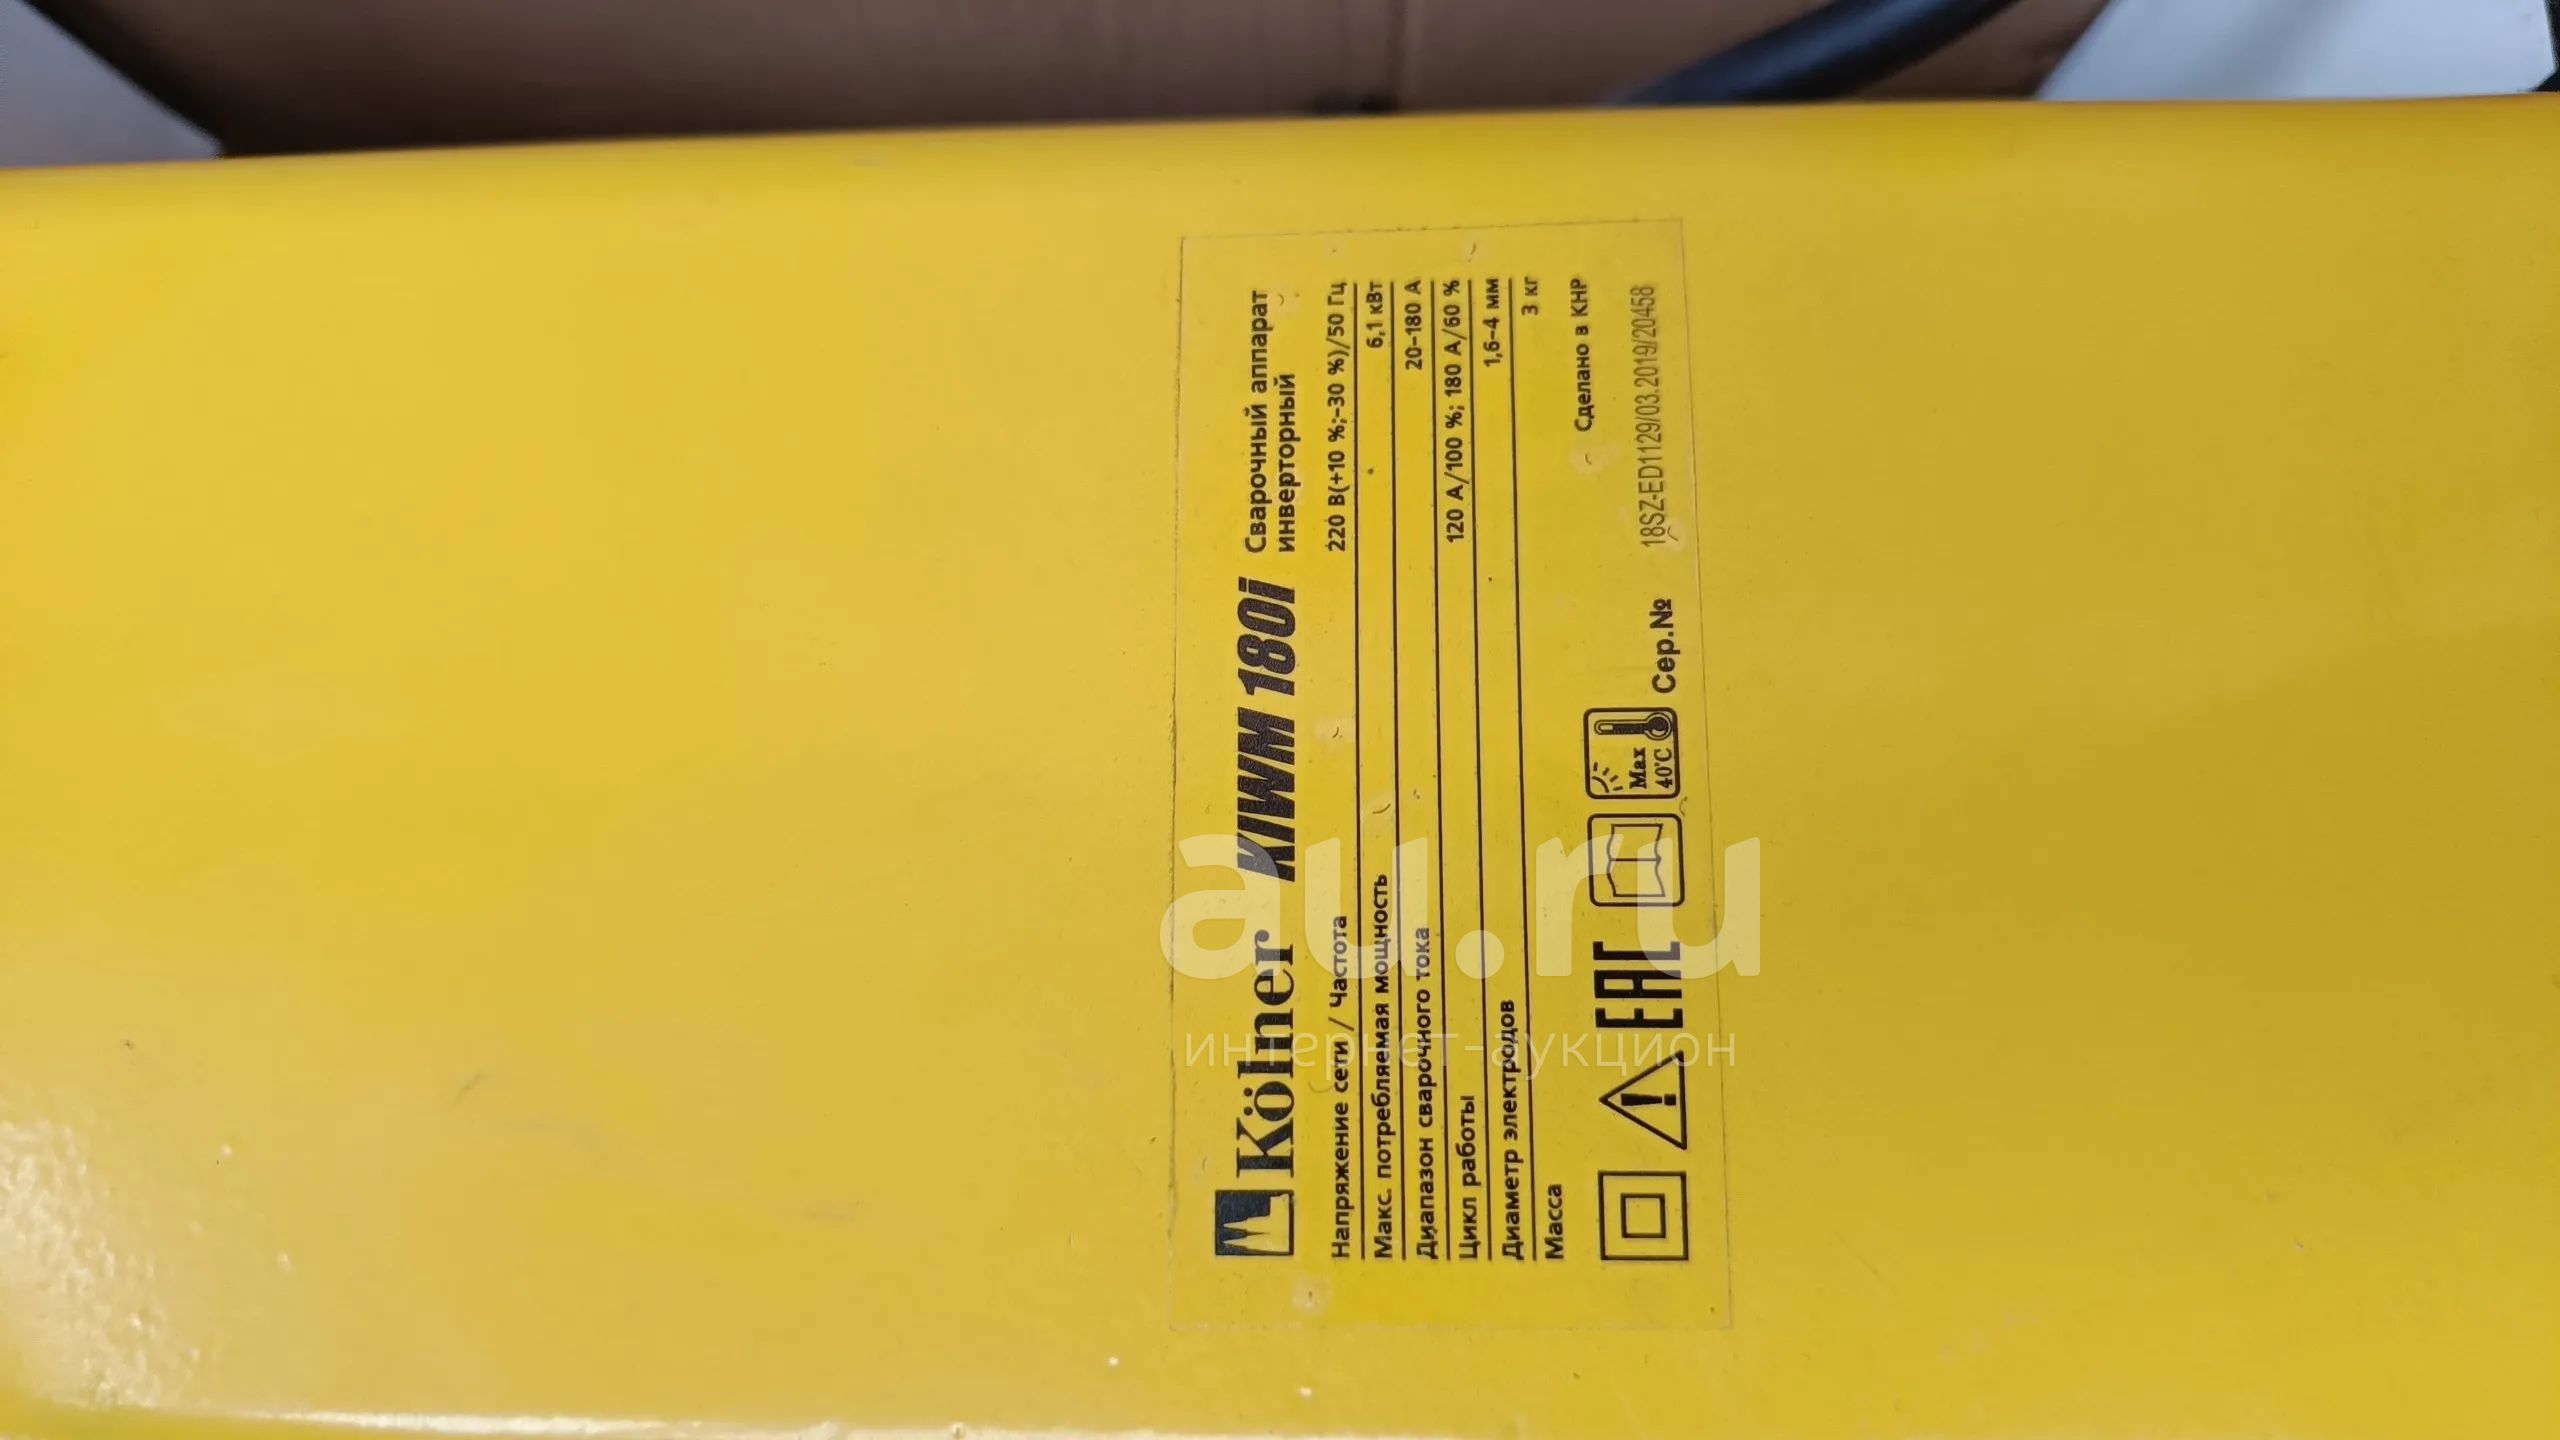 Kölner KIWM 180i Сварочный аппарат
инверторный
Напряжение сети / Частота 220 В(+10 %;-30 %)/50 Гц
Макс. потребляемая мощность 6,1 кВт
Диапазон сварочного тока 20-180 А
Цикл работы 120 А/100 %; 180 А/60 %
Диаметр электродов 1,6-4 мм
Масса 3 кг
Сделано в КНР
EAC
Max
40°C
Сер.№ 18SZ-ED1129/03.2019/20458
au.ru
интернет-аукцион